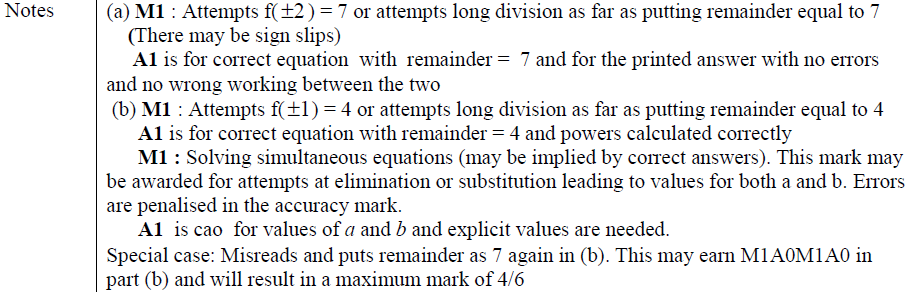 Notes
(a) M1 : Attempts f(±2) = 7 or attempts long division as far as putting remainder equal to 7
(There may be sign slips)
A1 is for correct equation with remainder = 7 and for the printed answer with no errors
and no wrong working between the two
(b) M1 : Attempts f(±1) = 4 or attempts long division as far as putting remainder equal to 4
A1 is for correct equation with remainder = 4 and powers calculated correctly
M1 : Solving simultaneous equations (may be implied by correct answers). This mark may
be awarded for attempts at elimination or substitution leading to values for both a and b. Errors
are penalised in the accuracy mark.
A1 is cao for values of a and b and explicit values are needed.
Special case: Misreads and puts remainder as 7 again in (b). This may earn M1A0M1A0 in
part (b) and will result in a maximum mark of 4/6